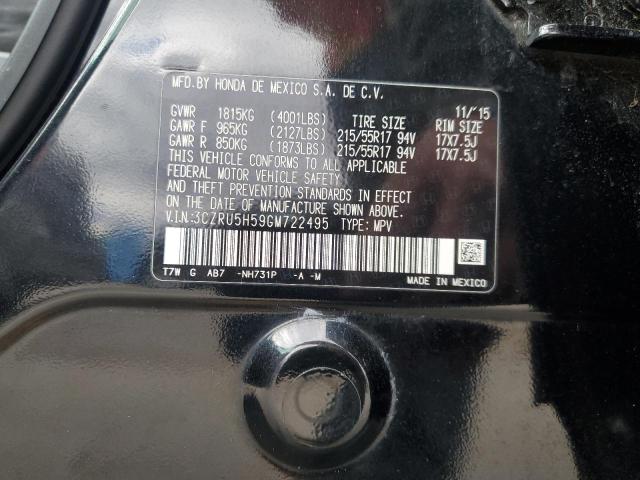 MFD.BY HONDA DE MEXICO S.A. DE C.V.
11/'15
GVWR 1815KG (4001LBS) TIRE SIZE RIM SIZE
GAWR F 965KG (2127LBS) 215/55R17 94V 17X7.5J
GAWR R 850KG (1873LBS) 215/55R17 94V 17X7.5J
THIS VEHICLE CONFORMS TO ALL APPLICABLE
FEDERAL MOTOR VEHICLE SAFETY
AND THEFT PREVENTION STANDARDS IN EFFECT
ON THE DATE OF MANUFACTURE SHOWN ABOVE.
V.I.N:3CZRU5H59GM722495 TYPE: MPV
T7W G AB7 -NH731P -A -M MADE IN MEXICO